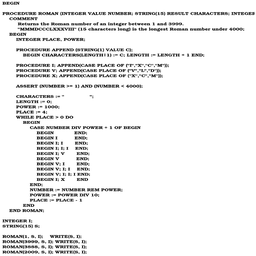 BEGIN
PROCEDURE ROMAN (INTEGER VALUE NUMBER; STRING(15) RESULT CHARACTERS; INTEGER
COMMENT
Returns the Roman number of an integer between 1 and 3999.
"MMMDCCCLXXXVIII" (15 characters long) is the longest Roman number under 4000;
BEGIN
INTEGER PLACE, POWER;
PROCEDURE APPEND (STRING(1) VALUE C);
BEGIN CHARACTERS(LENGTH|1) := C; LENGTH := LENGTH + 1 END;
PROCEDURE I; APPEND(CASE PLACE OF ("I","X","C","M"));
PROCEDURE V; APPEND(CASE PLACE OF ("V","L","D"));
PROCEDURE X; APPEND(CASE PLACE OF ("X","C","M"));
ASSERT (NUMBER >= 1) AND (NUMBER < 4000);
CHARACTERS := " ";
LENGTH := 0;
POWER := 1000;
PLACE := 4;
WHILE PLACE > 0 DO
BEGIN
CASE NUMBER DIV POWER + 1 OF BEGIN
BEGIN END;
BEGIN I END;
BEGIN I; I END;
BEGIN I; I; I END;
BEGIN I; V END;
BEGIN V END;
BEGIN V; I END;
BEGIN V; I; I END;
BEGIN V; I; I; I END;
BEGIN I; X END
END;
NUMBER := NUMBER REM POWER;
POWER := POWER DIV 10;
PLACE := PLACE - 1
END
END ROMAN;
INTEGER I;
STRING(15) S;
ROMAN(1, S, I); WRITE(S, I);
ROMAN(3999, S, I); WRITE(S, I);
ROMAN(3888, S, I); WRITE(S, I);
ROMAN(2009, S, I); WRITE(S, I);